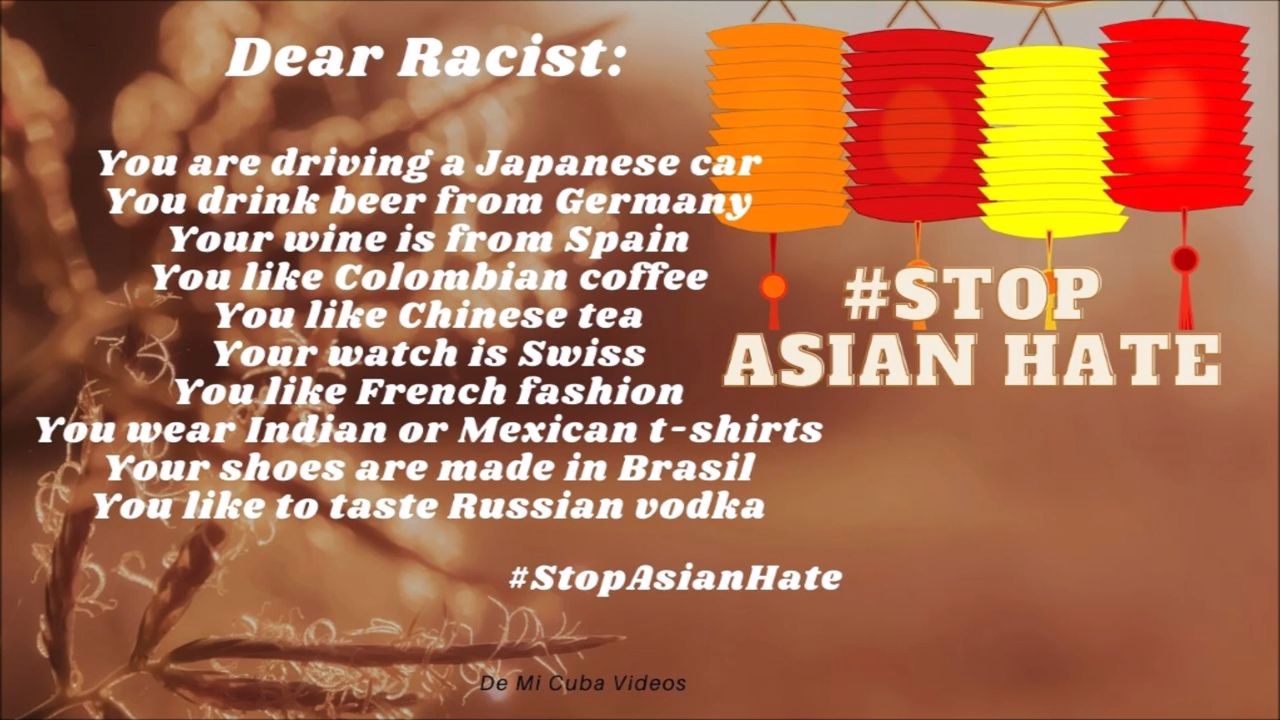 Dear Racist:
You are driving a Japanese car
You drink beer from Germany
Your wine is from Spain
You like Colombian coffee
You like Chinese tea
Your watch is Swiss
You like French fashion
You wear Indian or Mexican t-shirts
Your shoes are made in Brasil
You like to taste Russian vodka
#StopAsianHate
#STOP
ASIAN HATE
De Mi Cuba Videos